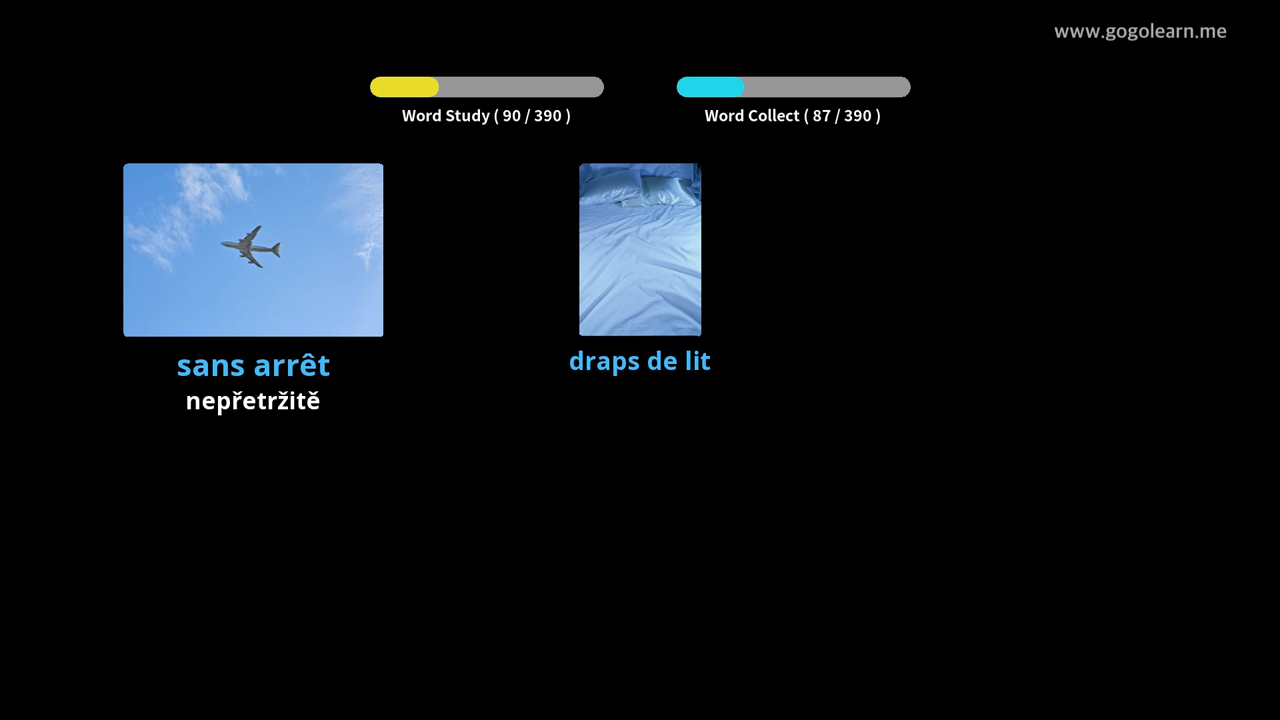 www.gogolearn.me
Word Study ( 90 / 390 )
Word Collect ( 87 / 390 )
sans arrêt
nepřetržitě
draps de lit